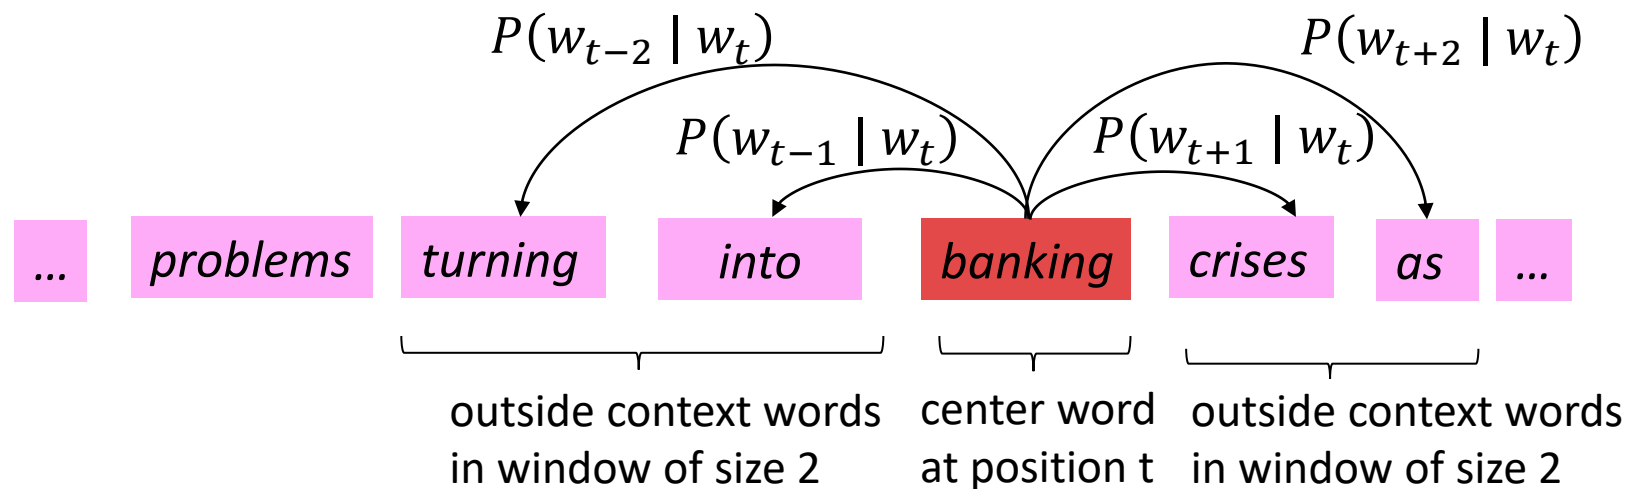 P(w_{t−2} | w_t)
P(w_{t+2} | w_t)
P(w_{t−1} | w_t)
P(w_{t+1} | w_t)
... problems turning into banking crises as ...
outside context words
in window of size 2
center word
at position t
outside context words
in window of size 2